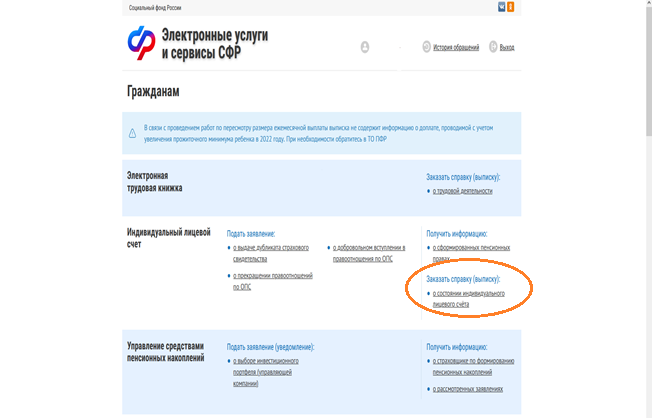 Социальный фонд России
Электронные услуги
и сервисы СФР
История обращений
Выход
Гражданам
В связи с проведением работ по пересмотру размера ежемесячной выплаты выписка не содержит информацию о доплате, проводимой с учетом
увеличения прожиточного минимума ребенка в 2022 году. При необходимости обратитесь в ТО ПФР
Электронная
трудовая книжка
Заказать справку (выписку):
о трудовой деятельности
Индивидуальный лицевой
счет
Подать заявление:
о выдаче дубликата страхового
свидетельства
о прекращении правоотношений
по ОПС
о добровольном вступлении в
правоотношения по ОПС
Получить информацию:
о сформированных пенсионных
правах
Заказать справку (выписку):
о состоянии индивидуального
лицевого счёта
Управление средствами
пенсионных накоплений
Подать заявление (уведомление):
о выборе инвестиционного
портфеля (управляющей
компании)
Получить информацию:
о страховщике по формированию
пенсионных накоплений
о рассмотренных заявлениях